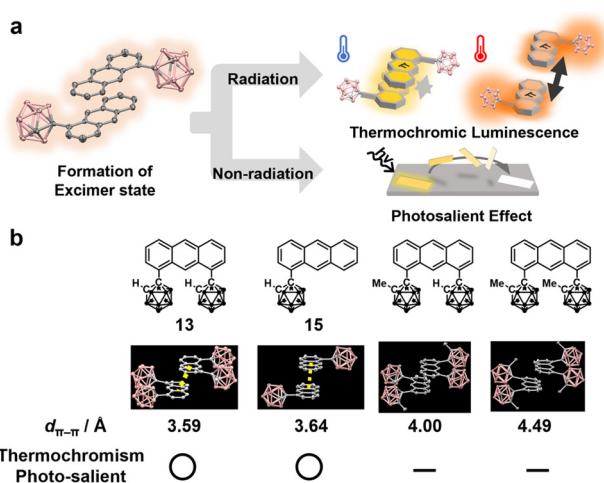 a
Radiation
Formation of
Excimer state
Non-radiation
Thermochromic Luminescence
hν
Photosalient Effect
b
H C C H C C
H C C
Me C C H C C
Me C C Me C C
13
15
dπ–π / Å
3.59
3.64
4.00
4.49
Thermochromism
Photo-salient